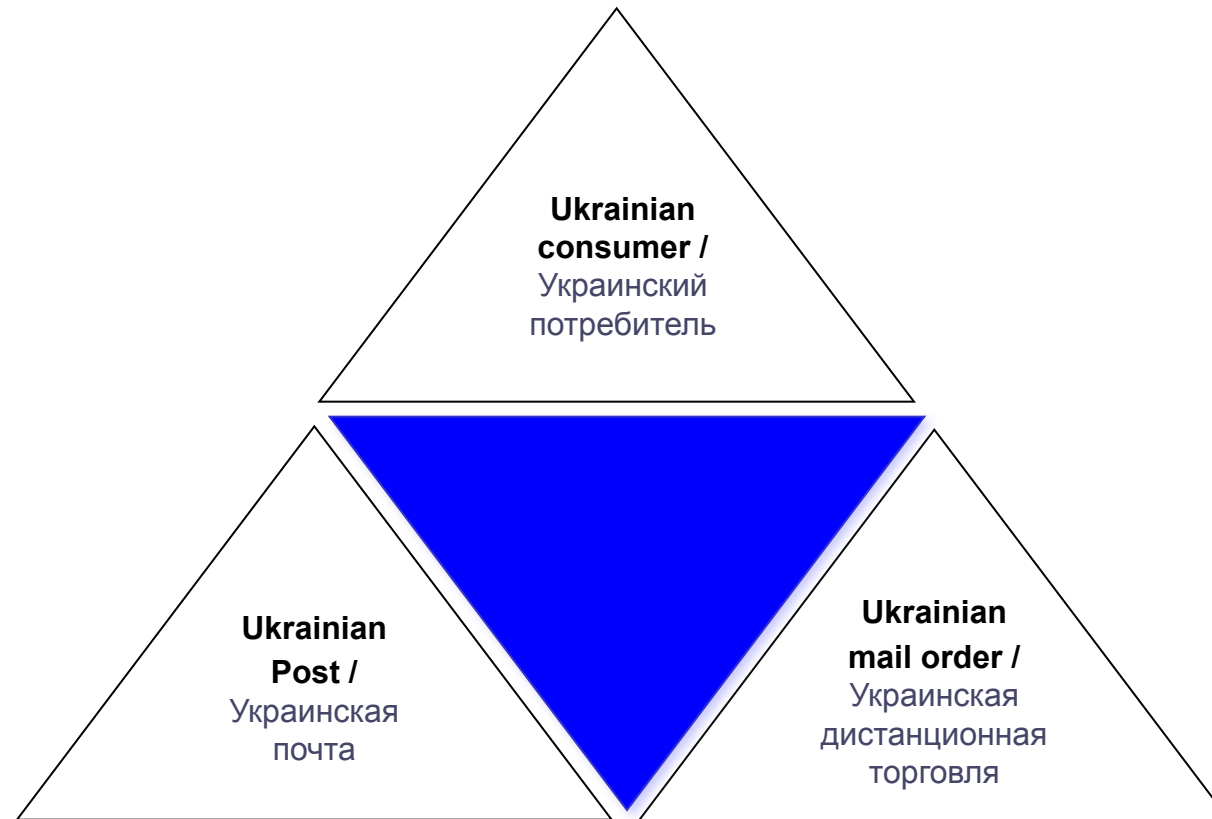 Ukrainian
consumer /
Украинский
потребитель
Ukrainian
Post /
Украинская
почта
Ukrainian
mail order /
Украинская
дистанционная
торговля